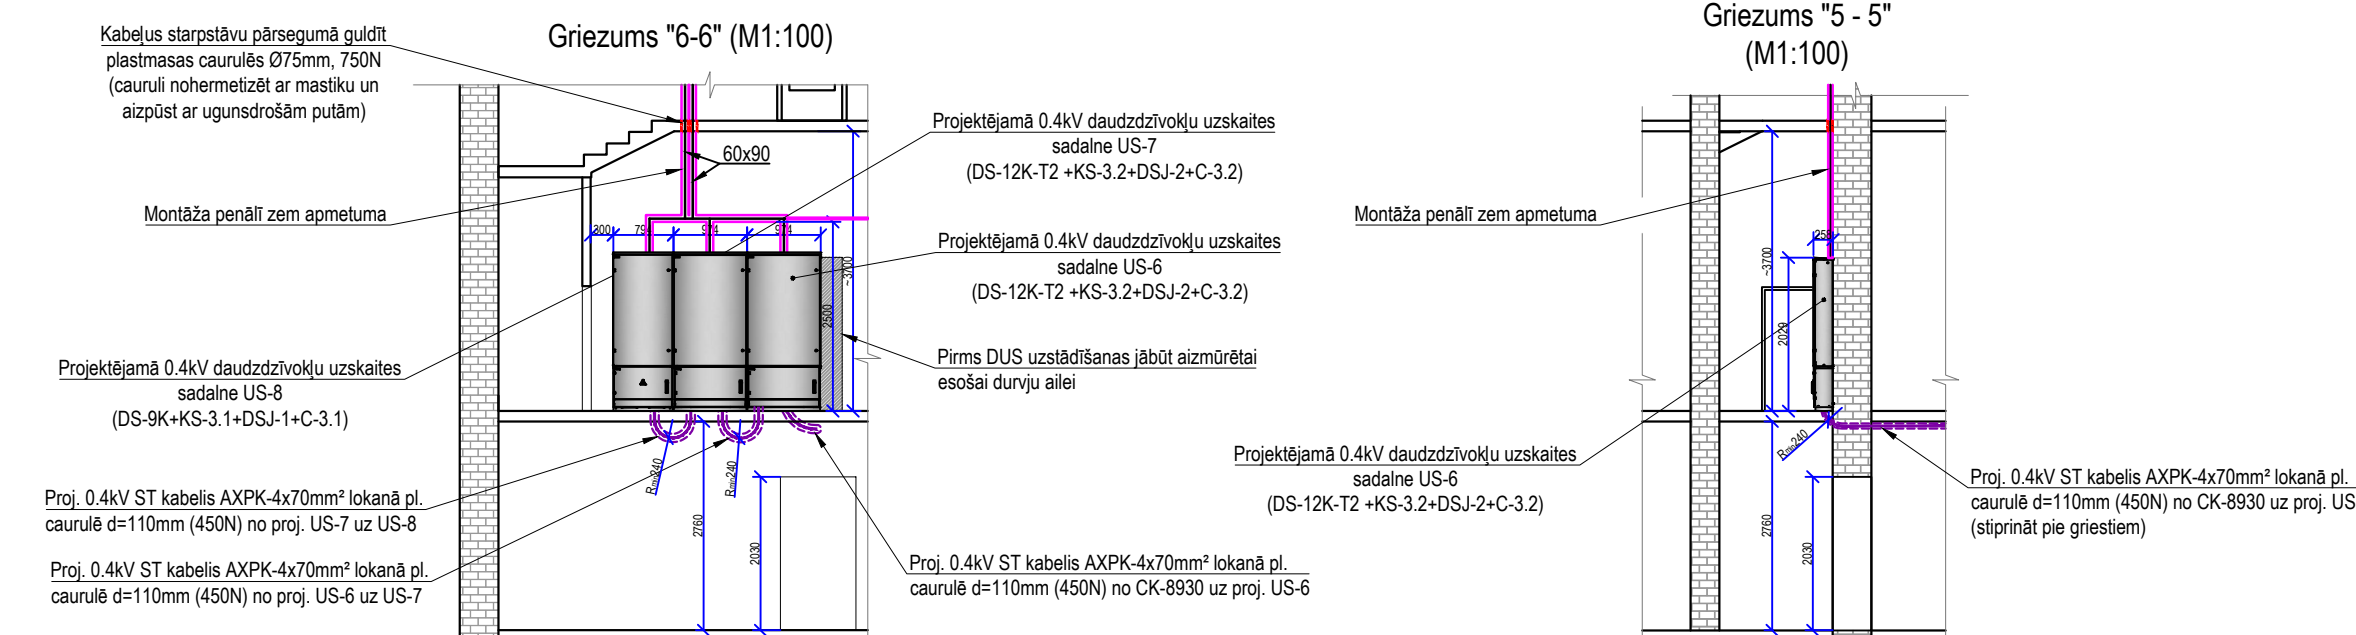 Kabeļus starpstāvu pārsegumā guldīt
plastmasas caurulēs Ø75mm, 750N
(cauruli nohermetizēt ar mastiku un
aizpūst ar ugunsdrošām putām)
Griezums "6-6" (M1:100)
60x90
Montāža penālī zem apmetuma
Projektējamā 0.4kV daudzdzīvokļu uzskaites
sadalne US-7
(DS-12K-T2 +KS-3.2+DSJ-2+C-3.2)
300
794
974
974
Projektējamā 0.4kV daudzdzīvokļu uzskaites
sadalne US-6
(DS-12K-T2 +KS-3.2+DSJ-2+C-3.2)
~3700
2500
Pirms DUS uzstādīšanas jābūt aizmūrētai
esošai durvju ailei
Projektējamā 0.4kV daudzdzīvokļu uzskaites
sadalne US-8
(DS-9K+KS-3.1+DSJ-1+C-3.1)
Rmin240
Rmin240
Proj. 0.4kV ST kabelis AXPK-4x70mm² lokanā pl.
caurulē d=110mm (450N) no proj. US-7 uz US-8
Proj. 0.4kV ST kabelis AXPK-4x70mm² lokanā pl.
caurulē d=110mm (450N) no proj. US-6 uz US-7
2760
2030
Proj. 0.4kV ST kabelis AXPK-4x70mm² lokanā pl.
caurulē d=110mm (450N) no CK-8930 uz proj. US-6
Griezums "5 - 5"
(M1:100)
Montāža penālī zem apmetuma
258
~3700
2029
Projektējamā 0.4kV daudzdzīvokļu uzskaites
sadalne US-6
(DS-12K-T2 +KS-3.2+DSJ-2+C-3.2)
Rmin240
2760
2030
Proj. 0.4kV ST kabelis AXPK-4x70mm² lokanā pl.
caurulē d=110mm (450N) no CK-8930 uz proj. US
(stiprināt pie griestiem)